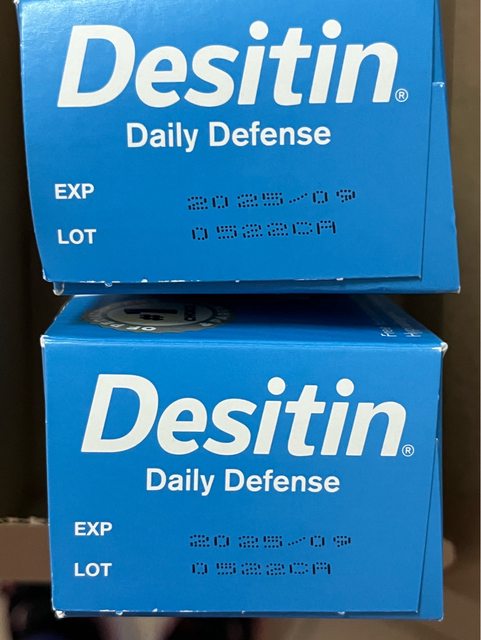 Desitin®
Daily Defense
EXP 2025/09
LOT 0522CA
Desitin®
Daily Defense
EXP 2025/09
LOT 0522CA